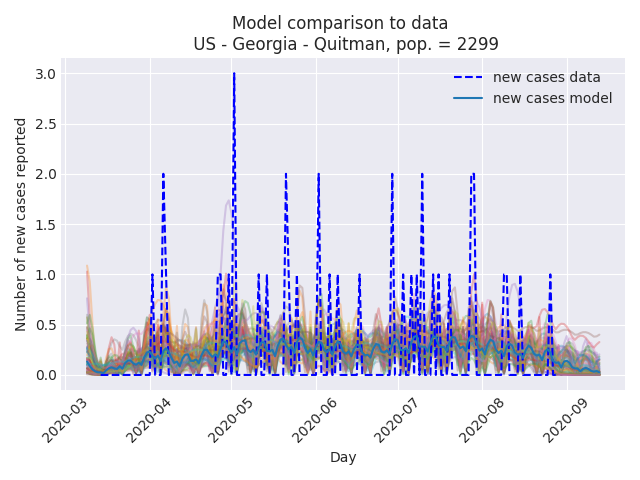 Model comparison to data
US - Georgia - Quitman, pop. = 2299
new cases data
new cases model
Number of new cases reported
3.0
2.5
2.0
1.5
1.0
0.5
0.0
2020-03
2020-04
2020-05
2020-06
2020-07
2020-08
2020-09
Day